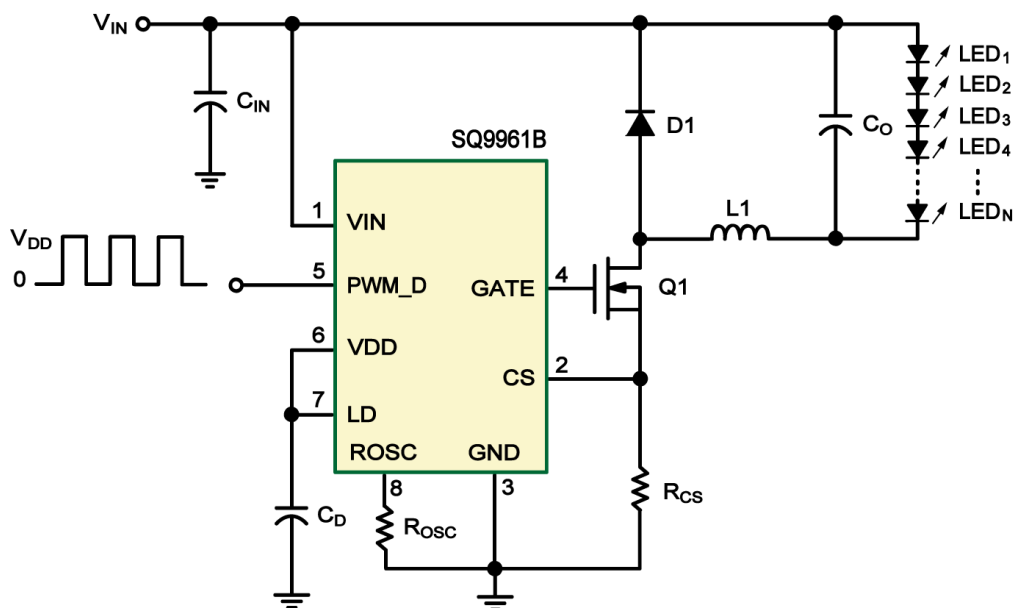 VIN
CIN
SQ9961B
D1
CO
LED1
LED2
LED3
LED4
LEDN
L1
VDD
0
1
VIN
5
PWM_D
GATE
4
Q1
6
VDD
CS
2
7
LD
ROSC
GND
8
3
CD
ROSC
RCS